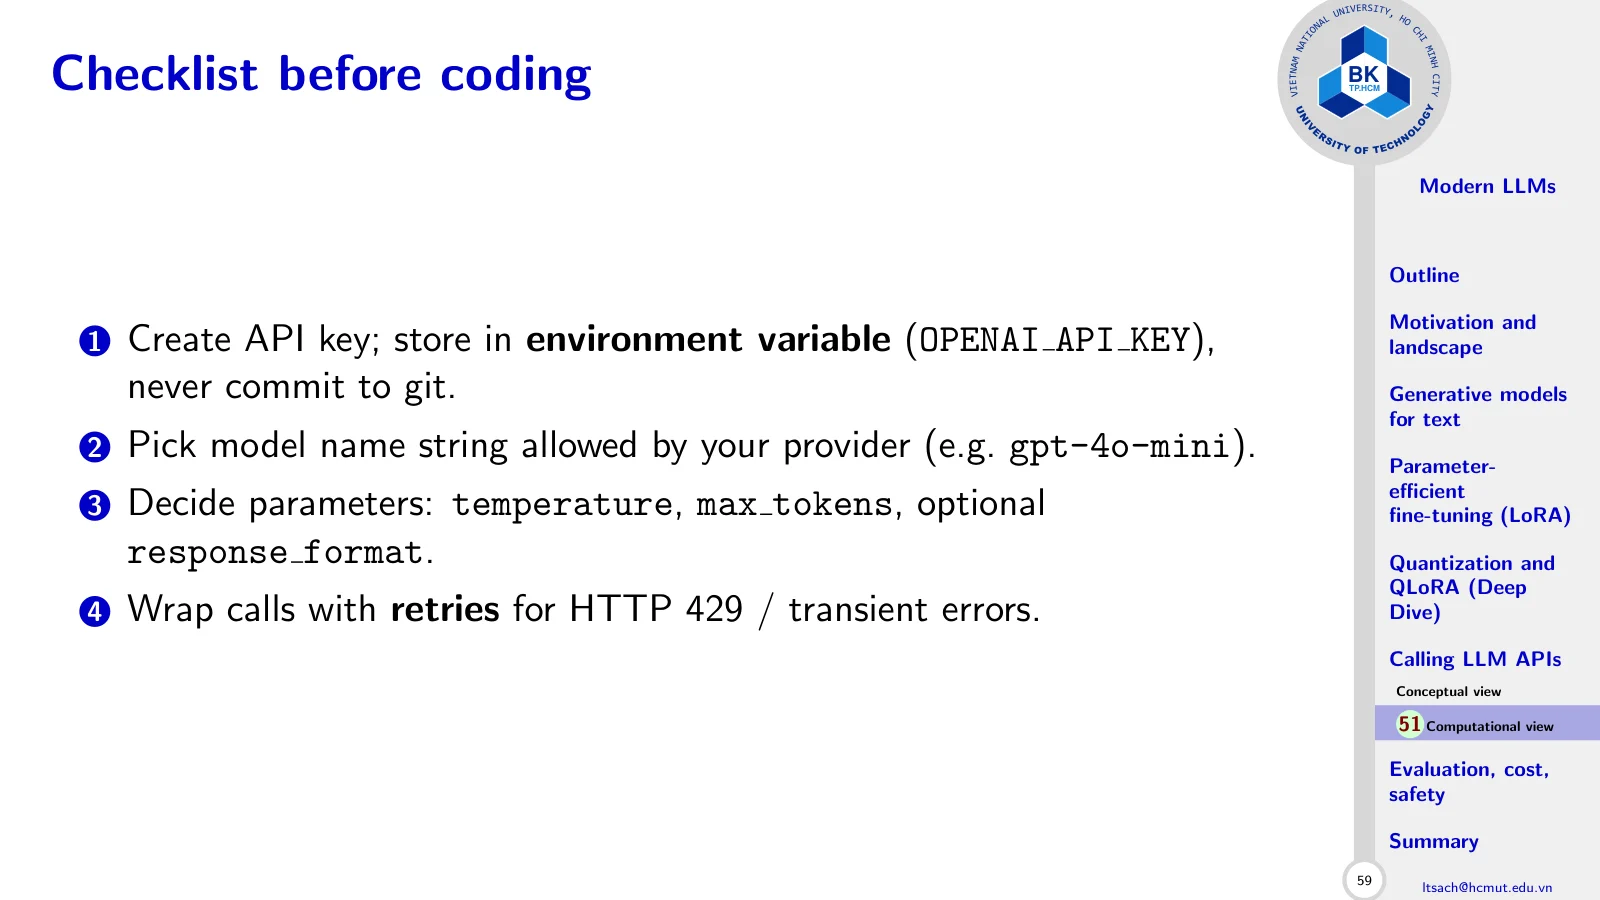 Checklist before coding
1 Create API key; store in environment variable (OPENAI_API_KEY),
never commit to git.
2 Pick model name string allowed by your provider (e.g. gpt-4o-mini).
3 Decide parameters: temperature, max_tokens, optional
response_format.
4 Wrap calls with retries for HTTP 429 / transient errors.
VIETNAM NATIONAL UNIVERSITY, HO CHI MINH CITY
BK
TP.HCM
UNIVERSITY OF TECHNOLOGY
Modern LLMs
Outline
Motivation and
landscape
Generative models
for text
Parameter-
efficient
fine-tuning (LoRA)
Quantization and
QLoRA (Deep
Dive)
Calling LLM APIs
Conceptual view
51 Computational view
Evaluation, cost,
safety
Summary
59
ltsach@hcmut.edu.vn